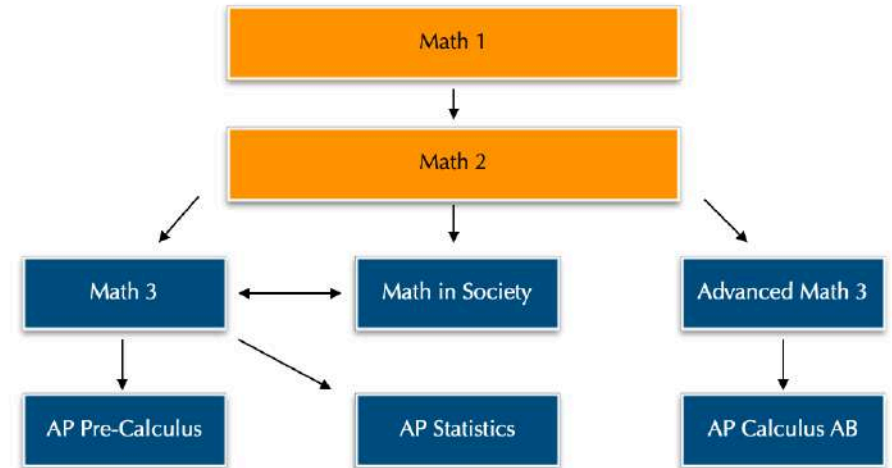 Math 1
Math 2
Math 3
Math in Society
Advanced Math 3
AP Pre-Calculus
AP Statistics
AP Calculus AB